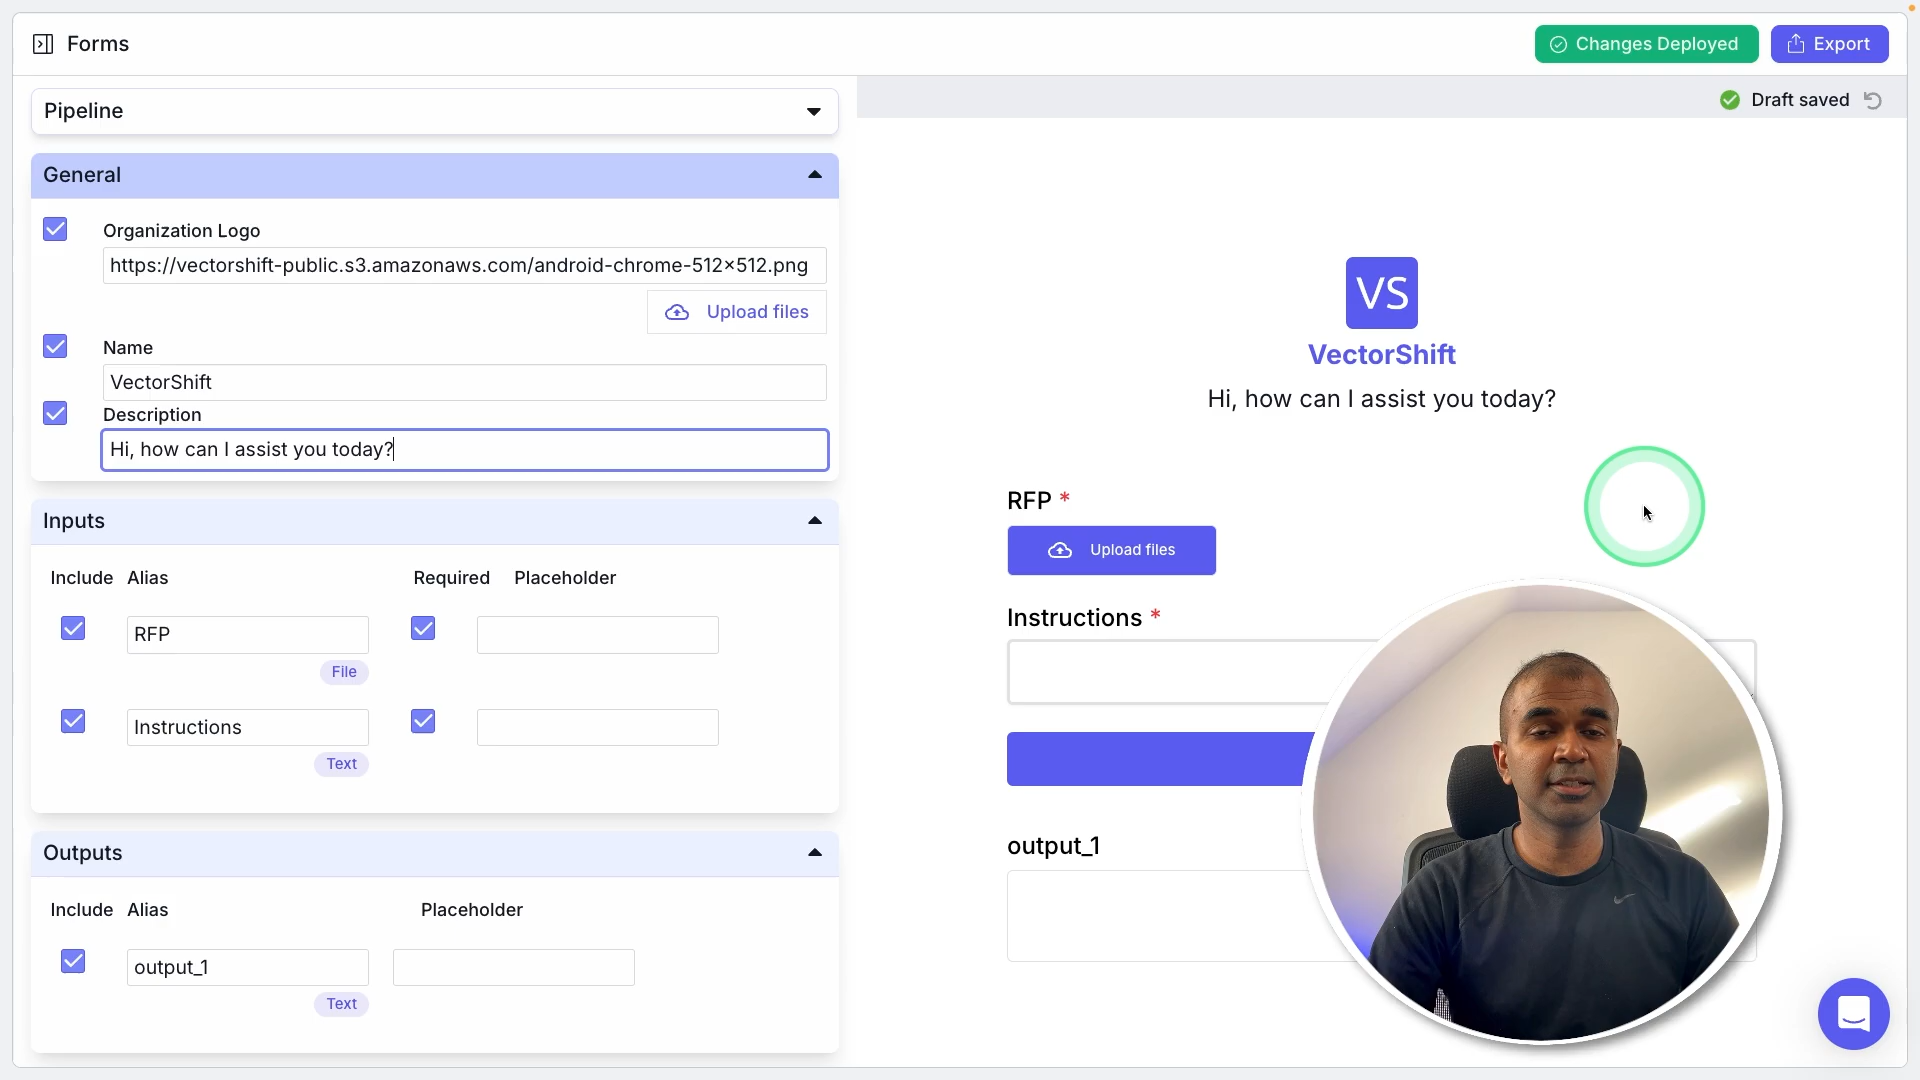 Forms
Changes Deployed
Export
Pipeline
Draft saved
General
Organization Logo
https://vectorshift-public.s3.amazonaws.com/android-chrome-512×512.png
Upload files
Name
VectorShift
Description
Hi, how can I assist you today?
Inputs
Include Alias Required Placeholder
RFP
File
Instructions
Text
Outputs
Include Alias Placeholder
output_1
Text
VS
VectorShift
Hi, how can I assist you today?
RFP *
Upload files
Instructions *
output_1